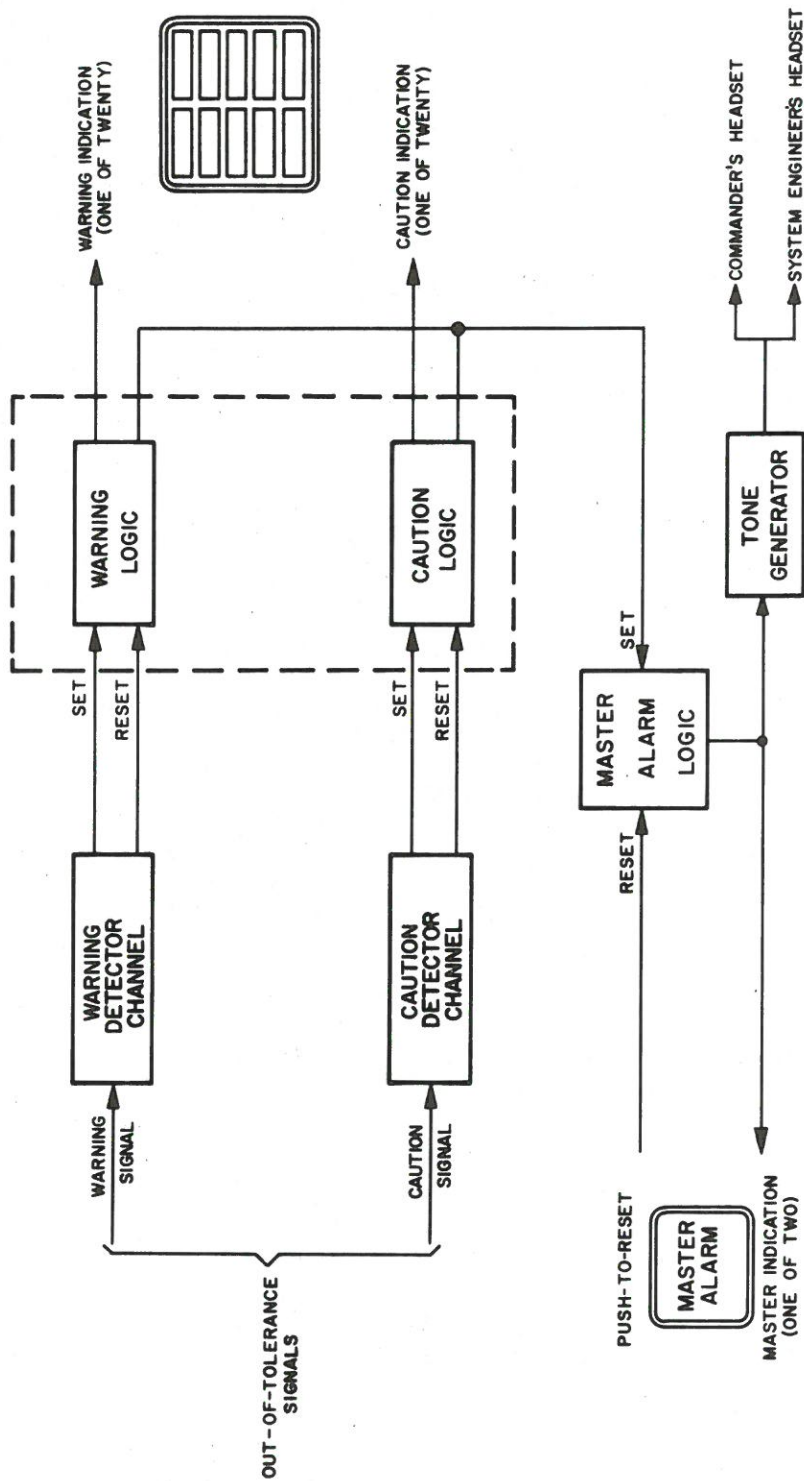 OUT-OF-TOLERANCE
SIGNALS
WARNING
SIGNAL
WARNING
DETECTOR
CHANNEL
SET
RESET
WARNING
LOGIC
WARNING INDICATION
(ONE OF TWENTY)
CAUTION
SIGNAL
CAUTION
DETECTOR
CHANNEL
SET
RESET
CAUTION
LOGIC
CAUTION INDICATION
(ONE OF TWENTY)
PUSH-TO-RESET
MASTER
ALARM
MASTER INDICATION
(ONE OF TWO)
RESET
MASTER
ALARM
LOGIC
SET
TONE
GENERATOR
COMMANDER'S HEADSET
SYSTEM ENGINEER'S HEADSET